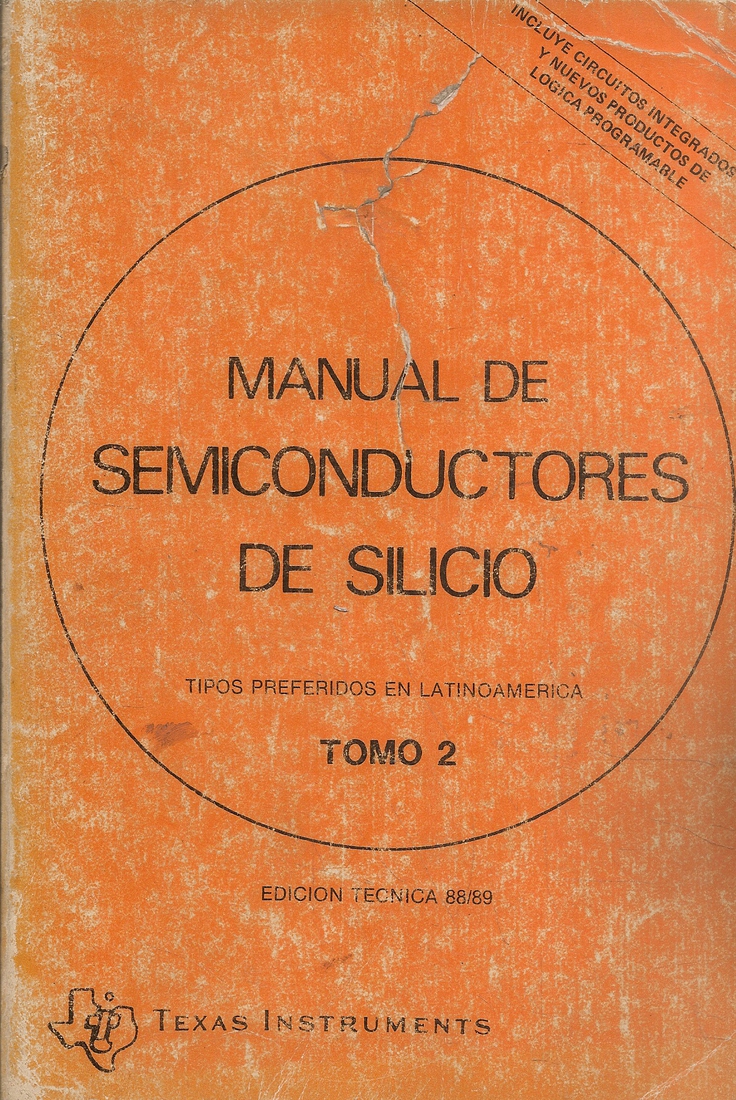 INCLUYE CIRCUITOS INTEGRADOS
Y NUEVOS PRODUCTOS DE
LOGICA PROGRAMABLE
MANUAL DE
SEMICONDUCTORES
DE SILICIO
TIPOS PREFERIDOS EN LATINOAMERICA
TOMO 2
EDICION TECNICA 88/89
TEXAS INSTRUMENTS